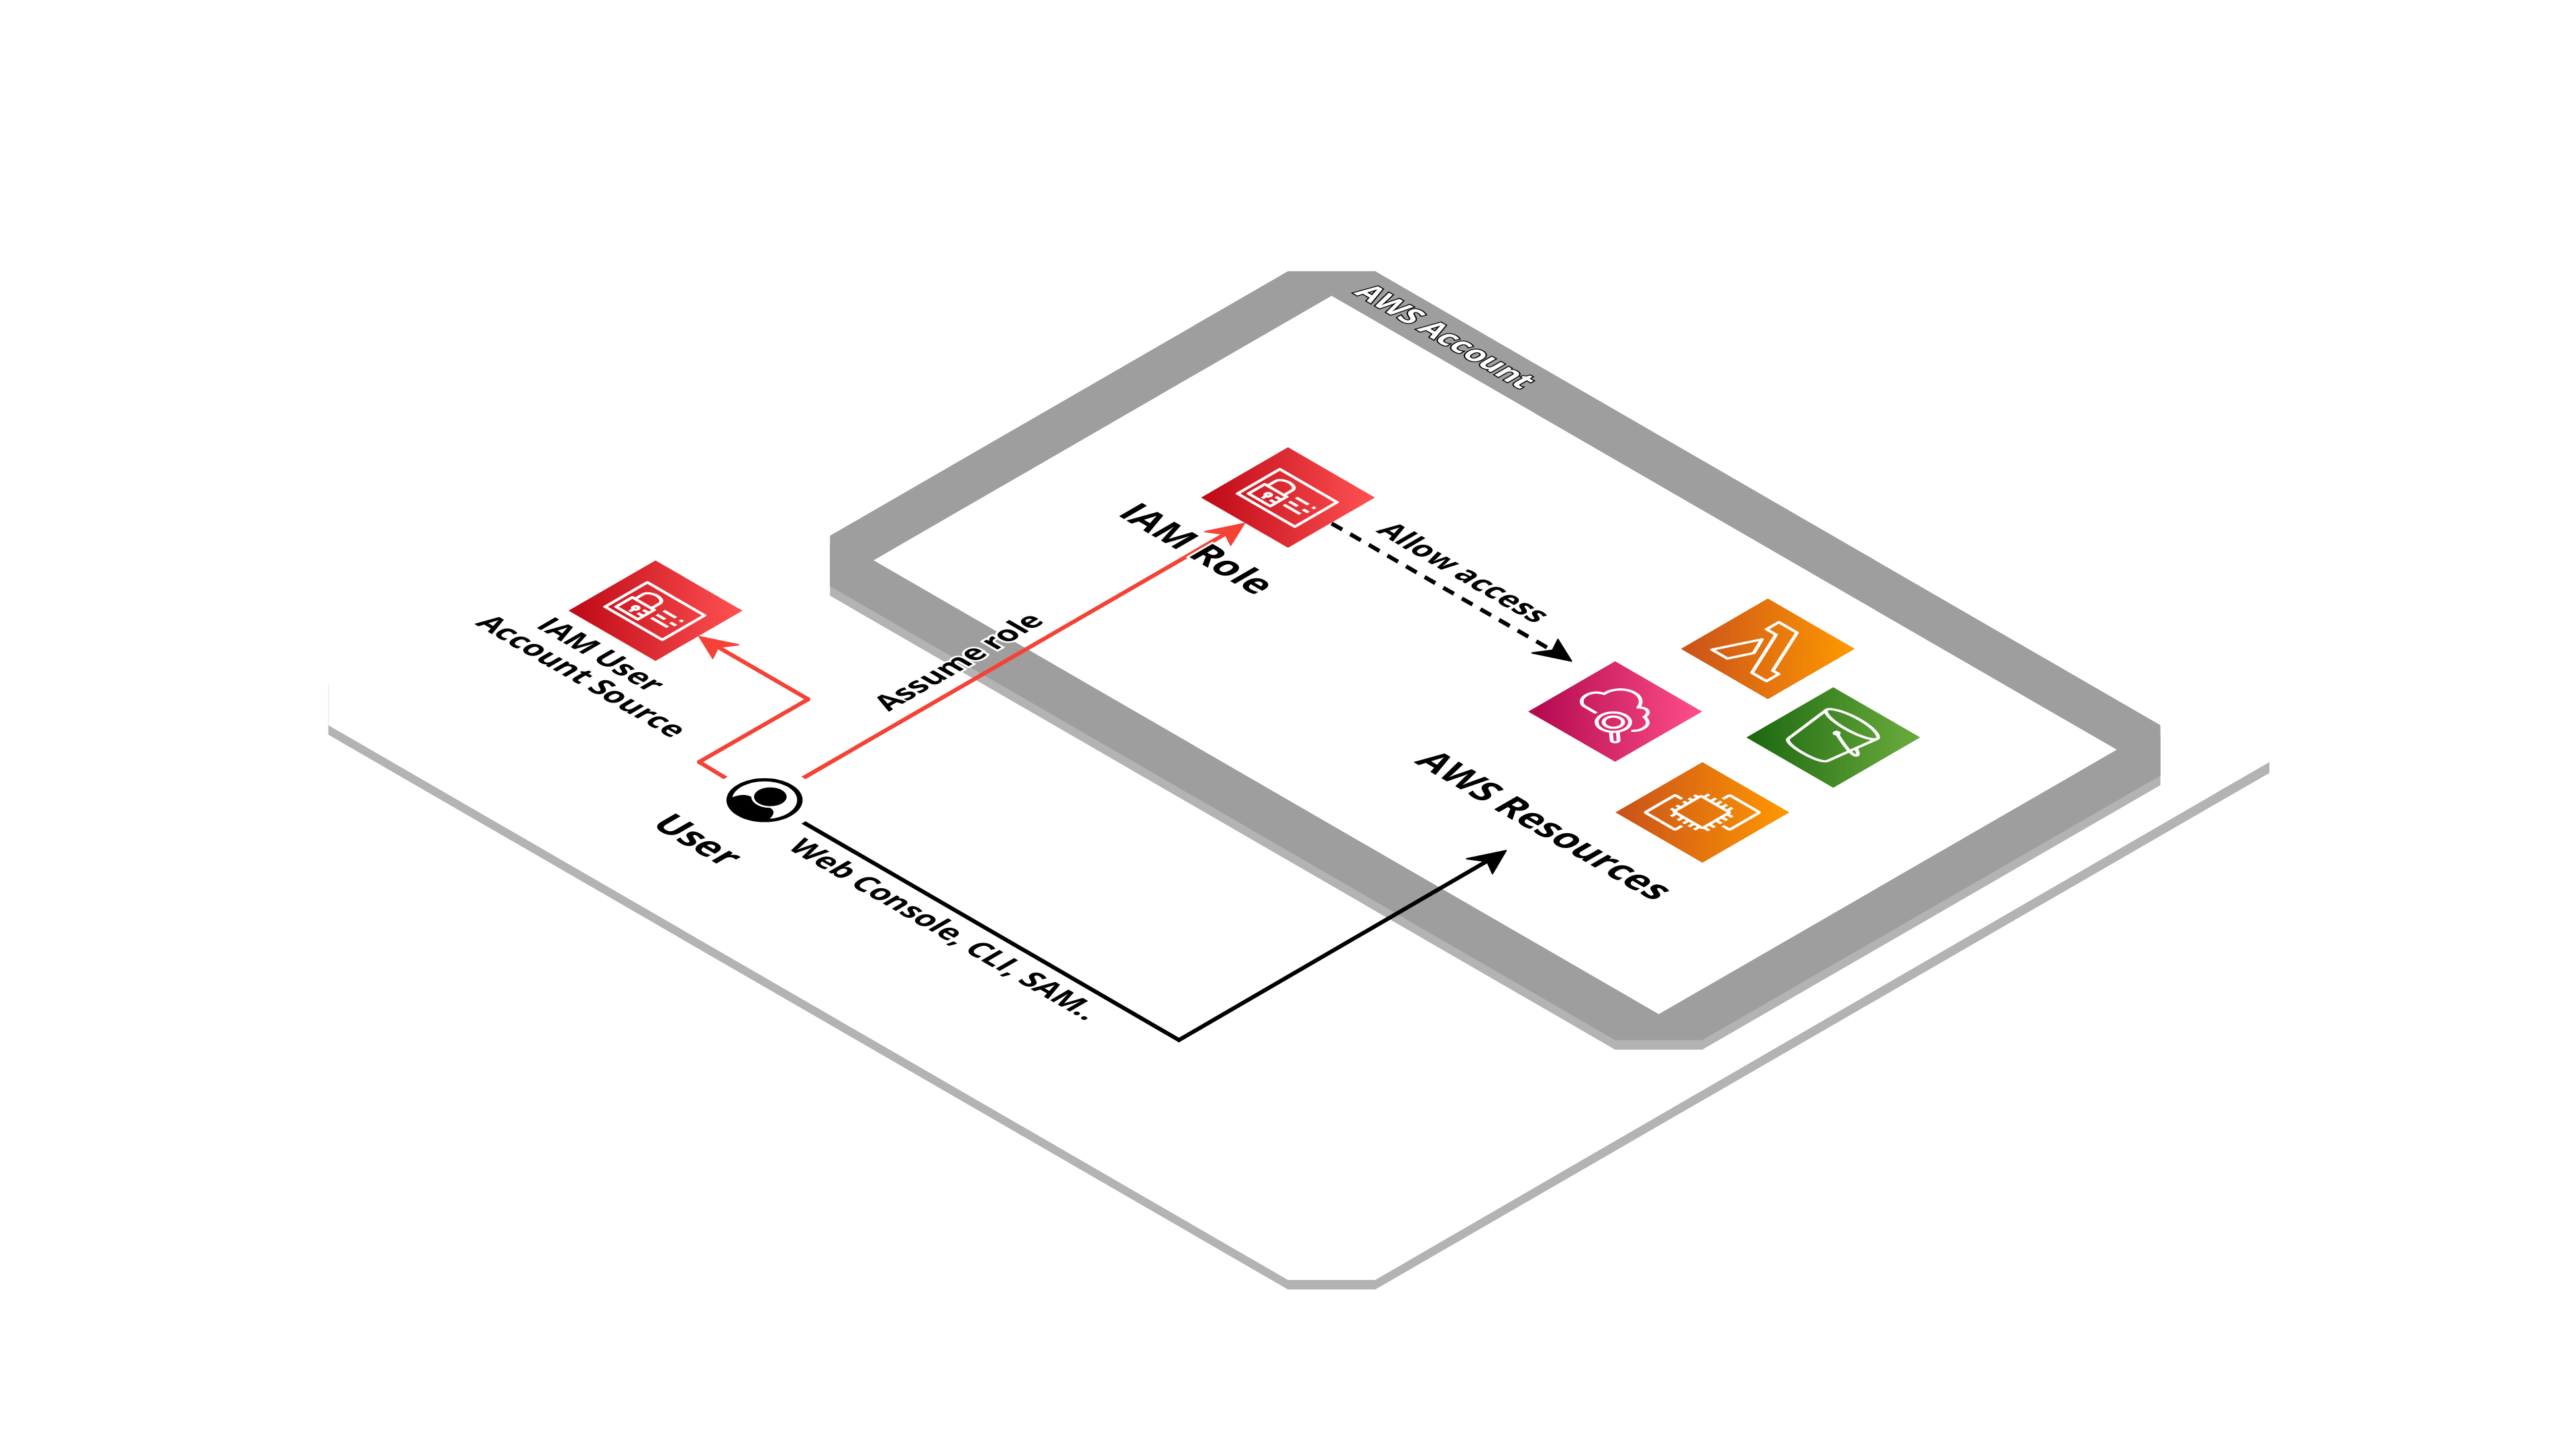 AWS Account
IAM Role
Allow access
IAM User
Account Source
Assume role
AWS Resources
User
Web Console, CLI, SAM..